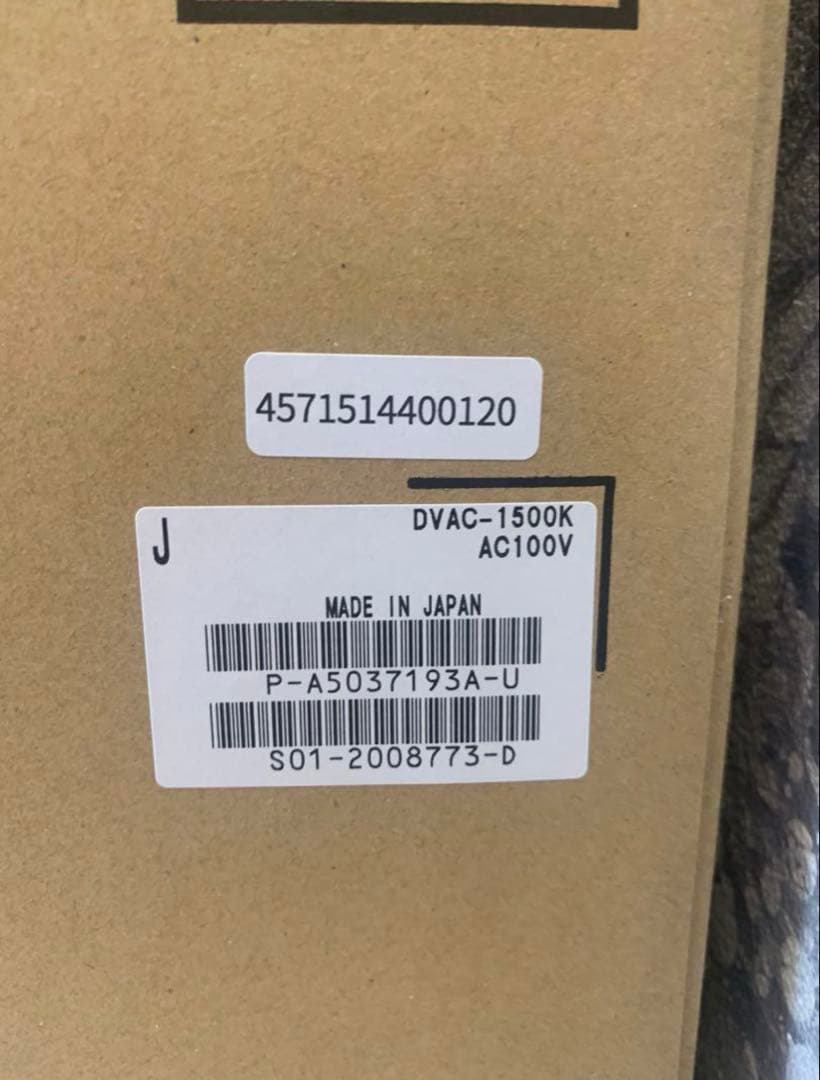 4571514400120
J
DVAC-1500K
AC100V
MADE IN JAPAN
P-A5037193A-U
S01-2008773-D